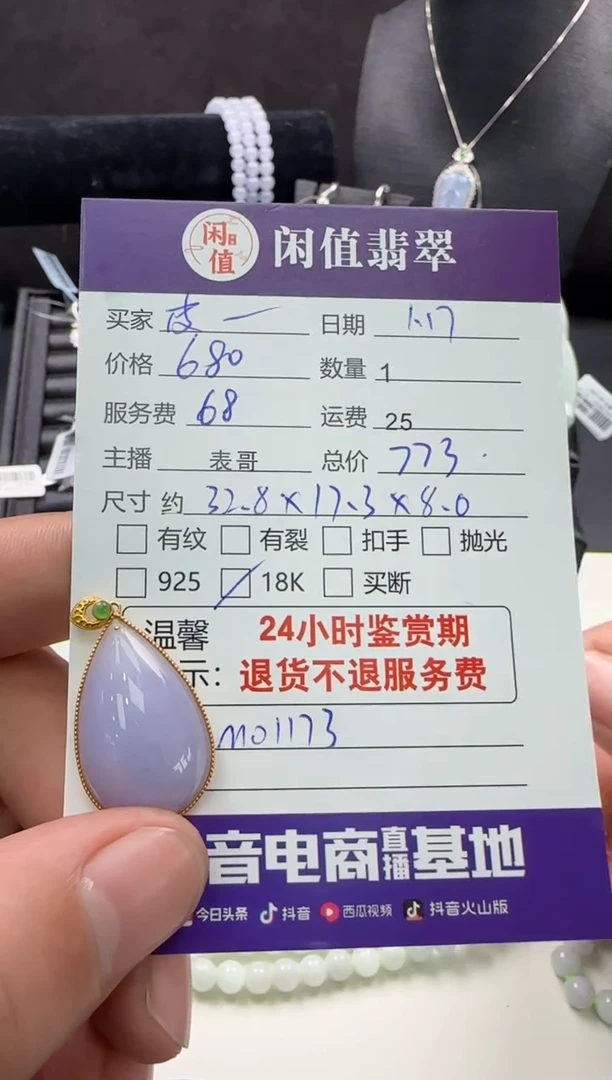 闲值 闲值翡翠
买家 皮一 日期 1.17
价格 680 数量 1
服务费 68 运费 25
主播 表哥 总价 773
尺寸 约 32.8×17.3×8.0
有纹 有裂 扣手 抛光
925 18K 买断
温馨 24小时鉴赏期
示: 退货不退服务费
M01173
音电商直播基地
今日头条 抖音 西瓜视频 抖音火山版